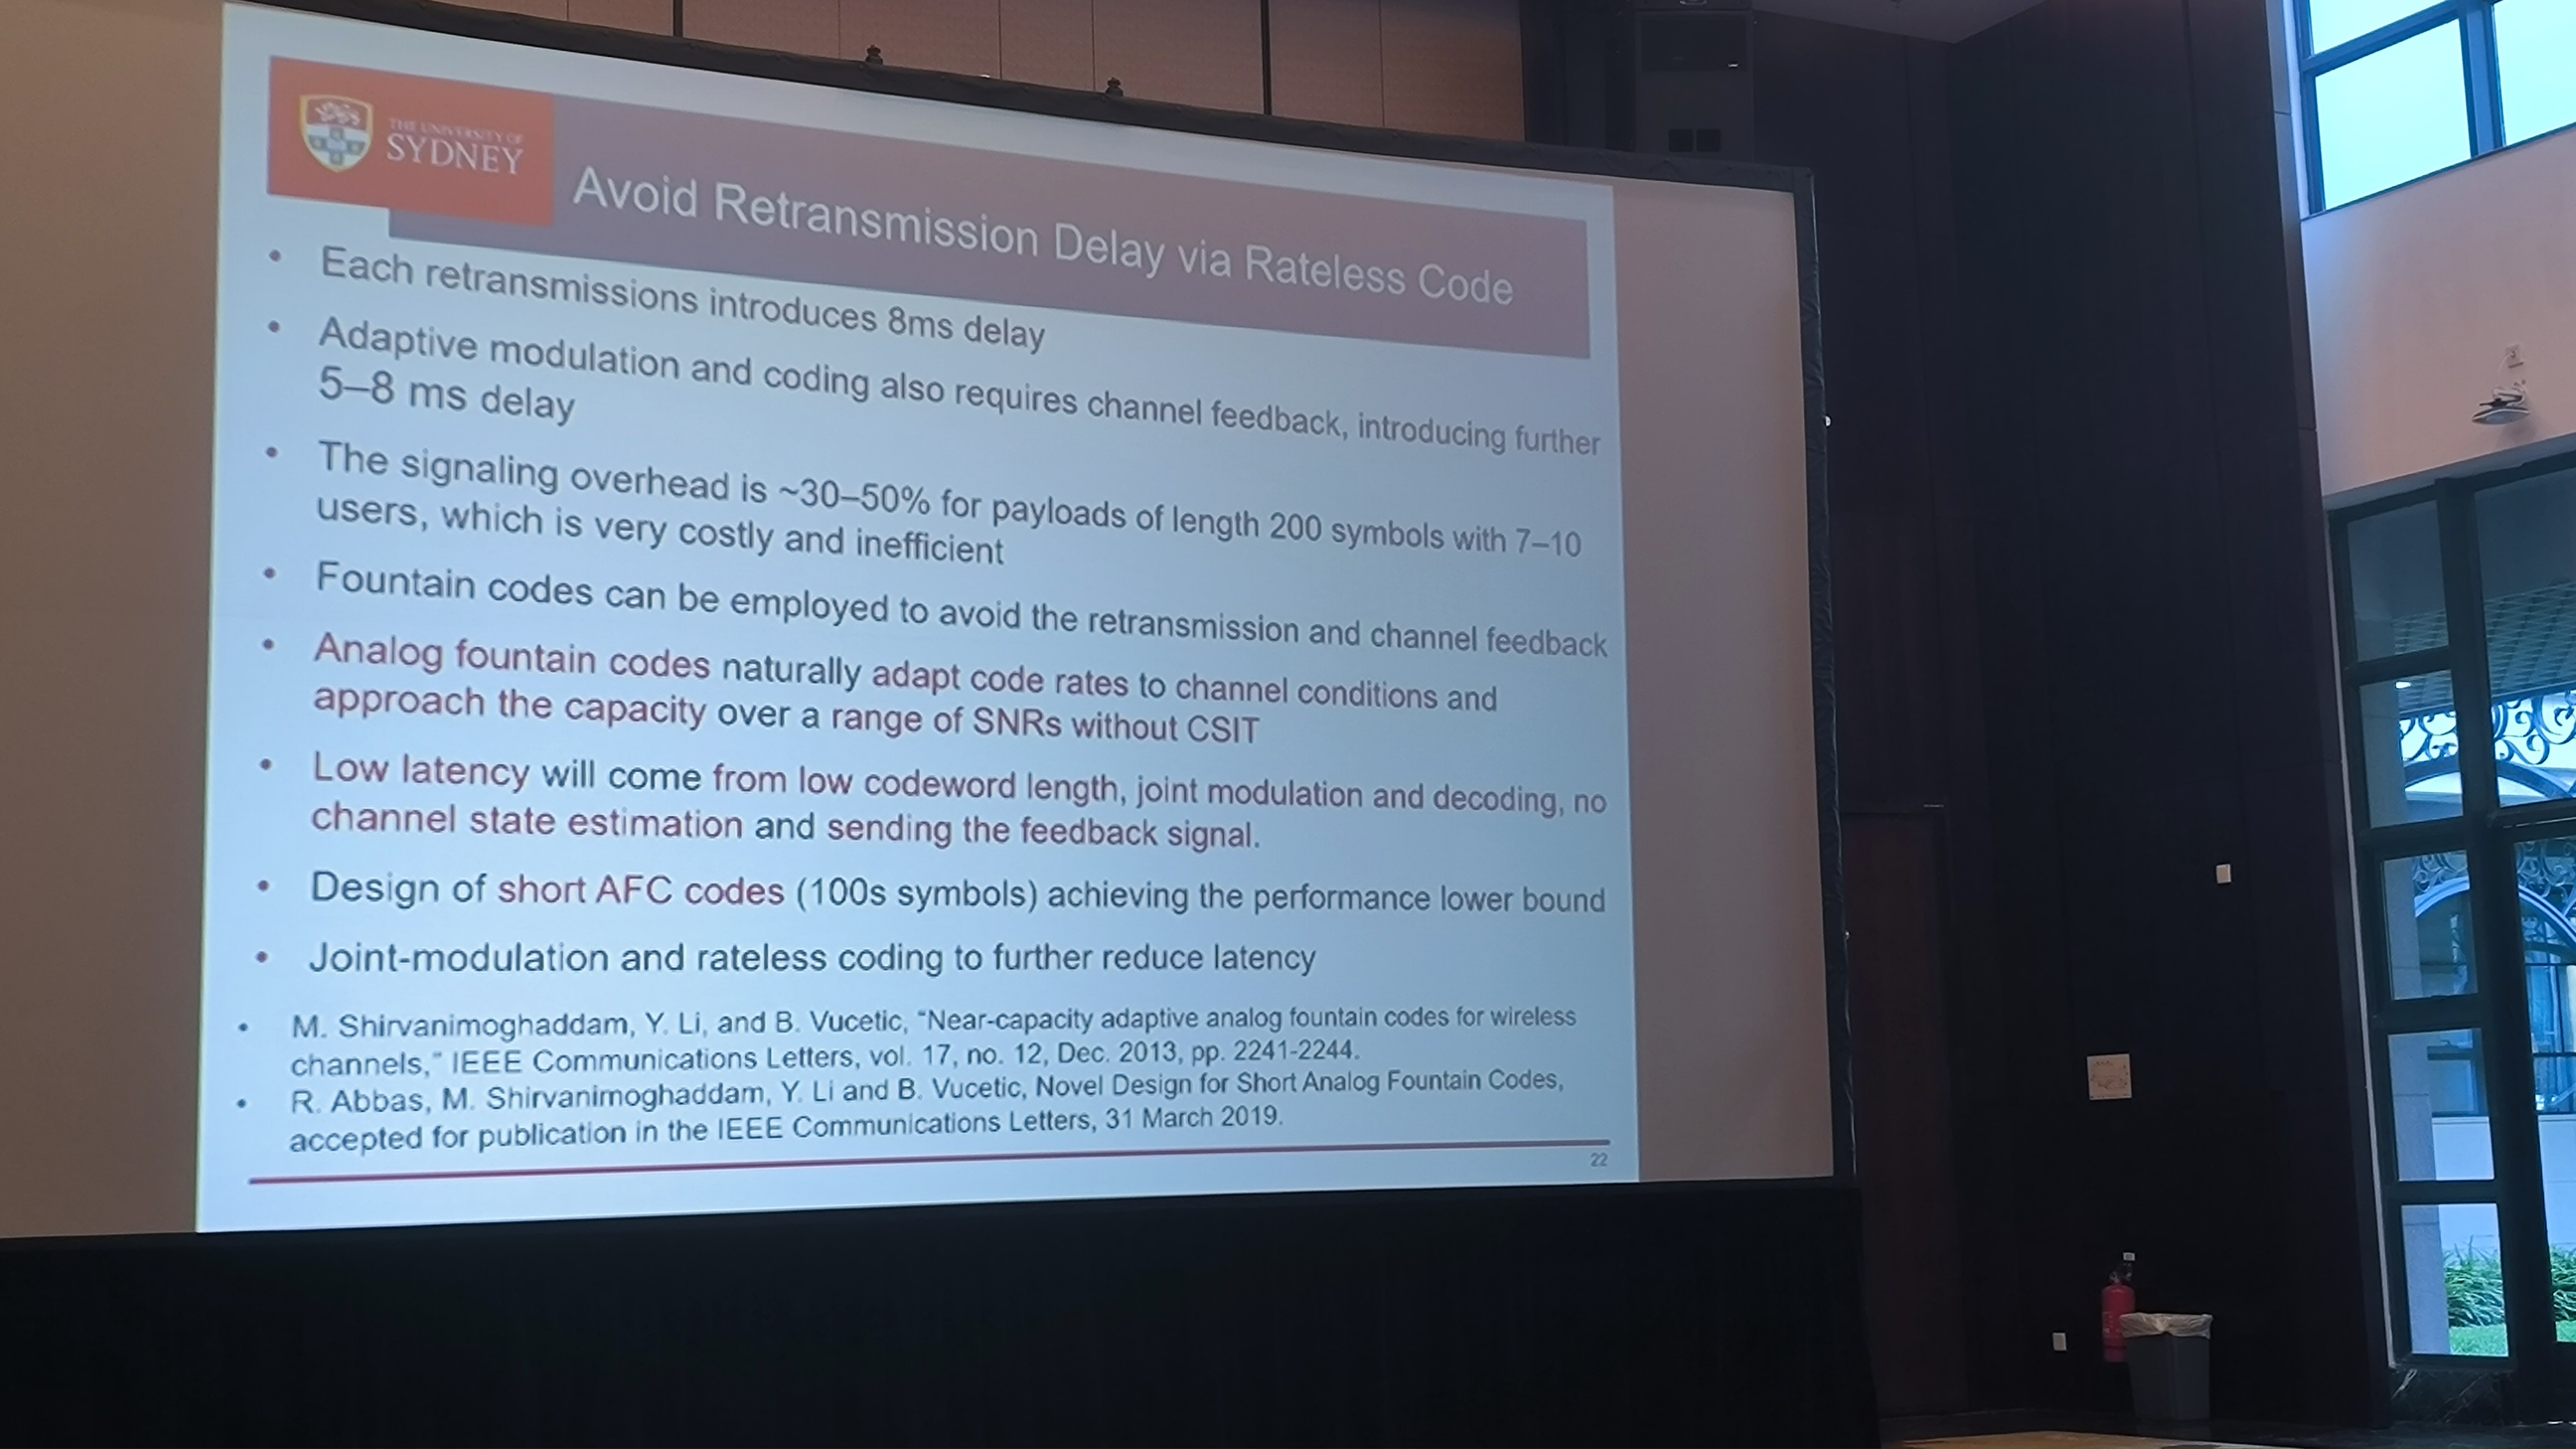 THE UNIVERSITY OF
SYDNEY
Avoid Retransmission Delay via Rateless Code
• Each retransmissions introduces 8ms delay
• Adaptive modulation and coding also requires channel feedback, introducing further
5–8 ms delay
• The signaling overhead is ~30–50% for payloads of length 200 symbols with 7–10
users, which is very costly and inefficient
• Fountain codes can be employed to avoid the retransmission and channel feedback
• Analog fountain codes naturally adapt code rates to channel conditions and
approach the capacity over a range of SNRs without CSIT
• Low latency will come from low codeword length, joint modulation and decoding, no
channel state estimation and sending the feedback signal.
• Design of short AFC codes (100s symbols) achieving the performance lower bound
• Joint-modulation and rateless coding to further reduce latency
• M. Shirvanimoghaddam, Y. Li, and B. Vucetic, “Near-capacity adaptive analog fountain codes for wireless
channels,” IEEE Communications Letters, vol. 17, no. 12, Dec. 2013, pp. 2241-2244.
• R. Abbas, M. Shirvanimoghaddam, Y. Li and B. Vucetic, Novel Design for Short Analog Fountain Codes,
accepted for publication in the IEEE Communications Letters, 31 March 2019.
22